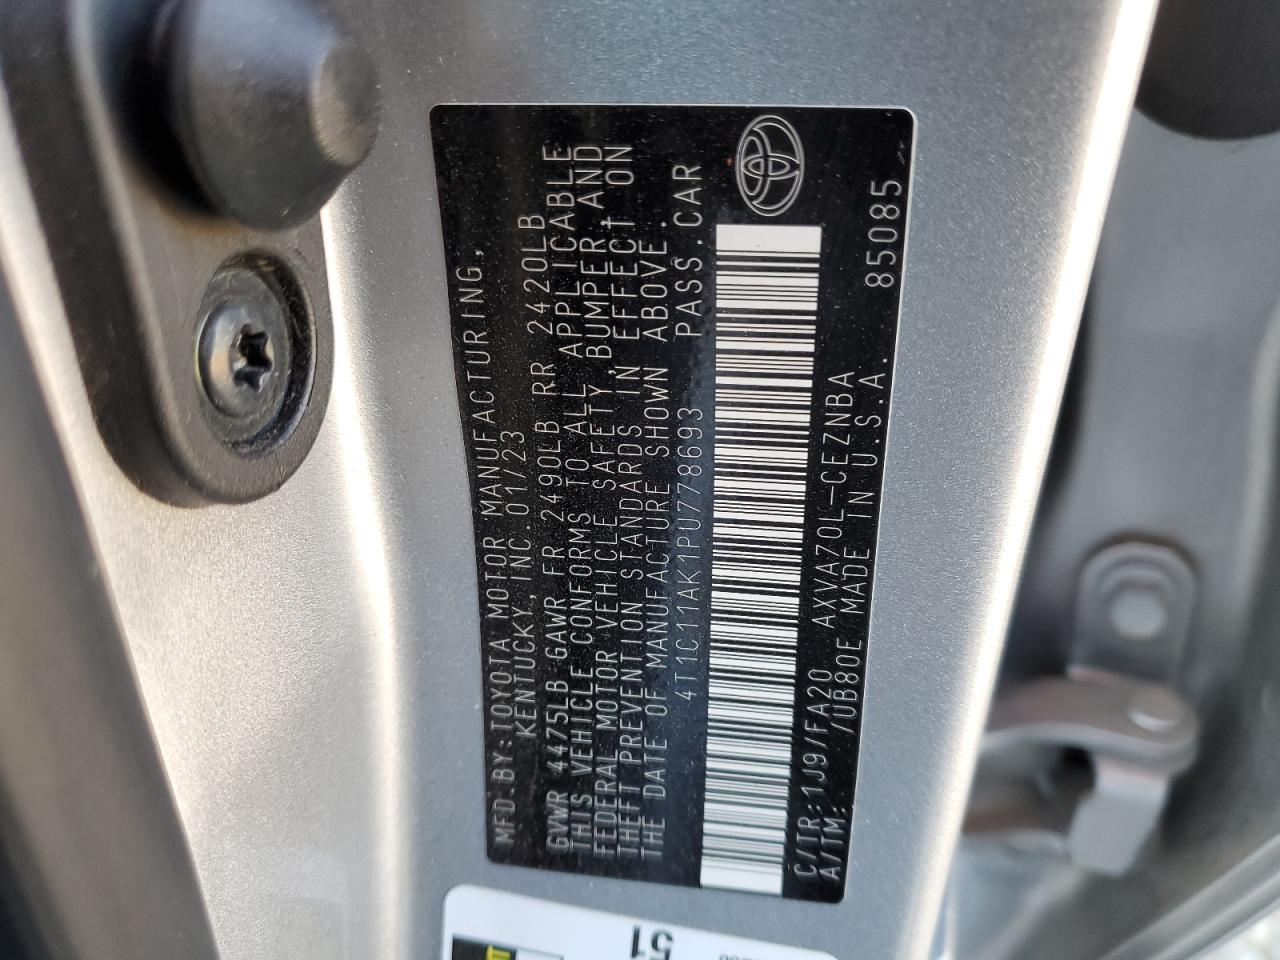 MFD.BY:TOYOTA MOTOR MANUFACTURING,
KENTUCKY, INC. 01/23
GVWR 4475LB GAWR FR 2490LB RR 2420LB
THIS VEHICLE CONFORMS TO ALL APPLICABLE
FEDERAL MOTOR VEHICLE SAFETY, BUMPER, AND
THEFT PREVENTION STANDARDS IN EFFECT ON
THE DATE OF MANUFACTURE SHOWN ABOVE.
4T1C11AK1PU778693 PASS.CAR
C/TR:1J9/FA20 AXVA70L-CEZNBA
A/TM: /UB80E MADE IN U.S.A. 85085
51